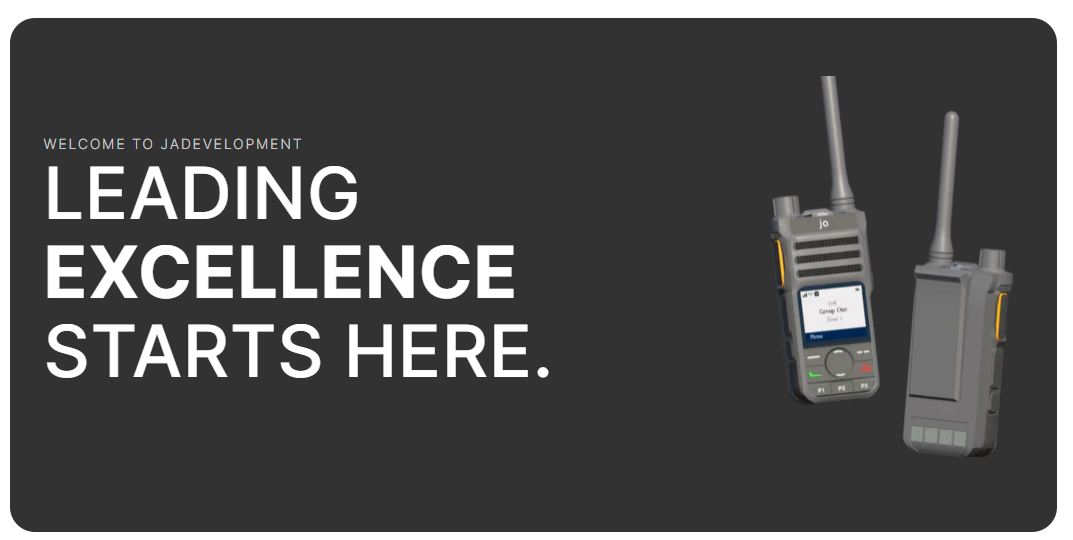 WELCOME TO JADEVELOPMENT
LEADING
EXCELLENCE
STARTS HERE.
ja
Group One
Zone 1
Menu
P1 P2 P3